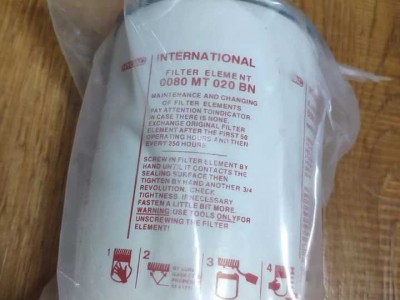 INTERNATIONAL
FILTER ELEMENT
0080 MT 020 BN
MAINTENANCE AND CHANGING
OF FILTER ELEMENTS
PAY ATTENTION TOINDICATOR.
IN CASE THERE IS NONE.
EXCHANGE ORIGINAL FILTER
ELEMENT AFTER THE FIRST 50
OPERATING HOURS AND THEN
EVERY 250 HOURS
SCREW IN FILTER ELEMENT BY
HAND UNTIL IT CONTACTS THE
SEALING SURFACE THEN
TIGHTEN BY HAND ANOTHER 3/4
REVOLUTION. CHECK
TIGHTNESS. IF NECESSARY
FASTEN A LITTLE BIT MORE.
WARNING: USE TOOLS ONLY FOR
UNSCREWING THE FILTER
ELEMENT!
1 2 3 4